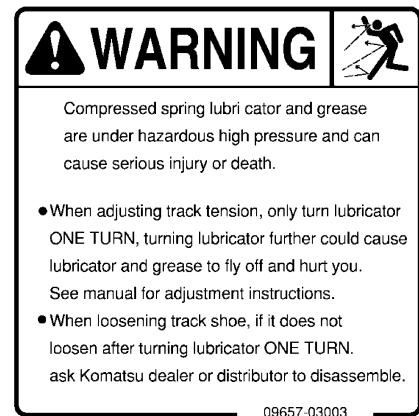 WARNING
Compressed spring lubri cator and grease
are under hazardous high pressure and can
cause serious injury or death.
●When adjusting track tension, only turn lubricator
ONE TURN, turning lubricator further could cause
lubricator and grease to fly off and hurt you.
See manual for adjustment instructions.
●When loosening track shoe, if it does not
loosen after turning lubricator ONE TURN.
ask Komatsu dealer or distributor to disassemble.
09657-03003